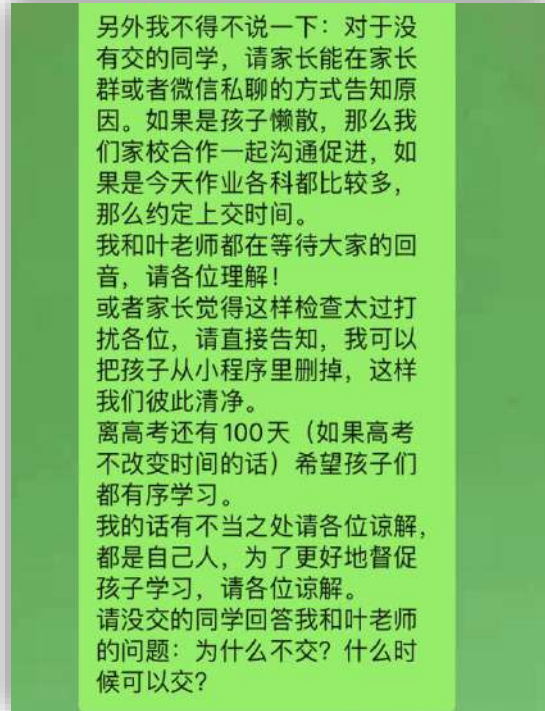 另外我不得不说一下：对于没
有交的同学，请家长能在家长
群或者微信私聊的方式告知原
因。如果是孩子懒散，那么我
们家校合作一起沟通促进，如
果是今天作业各科都比较多，
那么约定上交时间。
我和叶老师都在等待大家的回
音，请各位理解！
或者家长觉得这样检查太过打
扰各位，请直接告知，我可以
把孩子从小程序里删掉，这样
我们彼此清净。
离高考还有100天（如果高考
不改变时间的话）希望孩子们
都有序学习。
我的话有不当之处请各位谅解，
都是自己人，为了更好地督促
孩子学习，请各位谅解。
请没交的同学回答我和叶老师
的问题：为什么不交？什么时
候可以交？